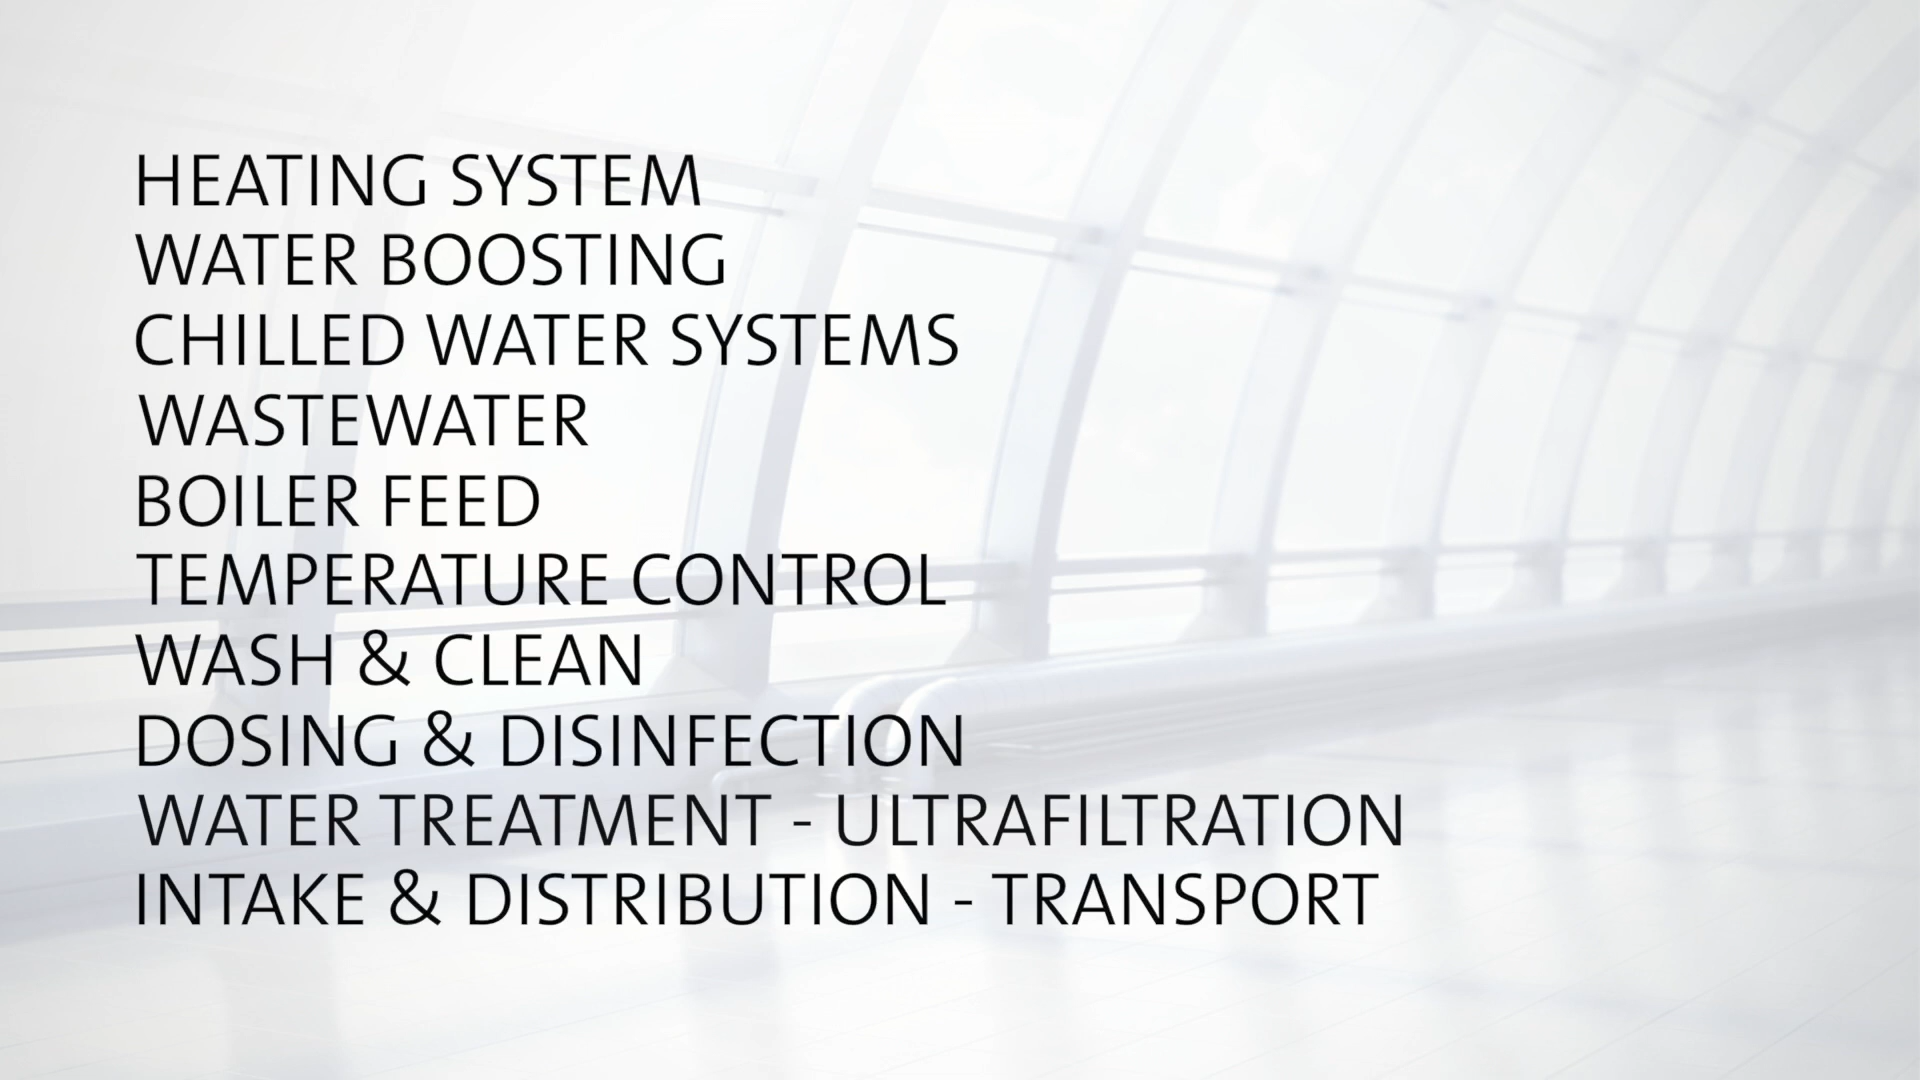 HEATING SYSTEM
WATER BOOSTING
CHILLED WATER SYSTEMS
WASTEWATER
BOILER FEED
TEMPERATURE CONTROL
WASH & CLEAN
DOSING & DISINFECTION
WATER TREATMENT - ULTRAFILTRATION
INTAKE & DISTRIBUTION - TRANSPORT